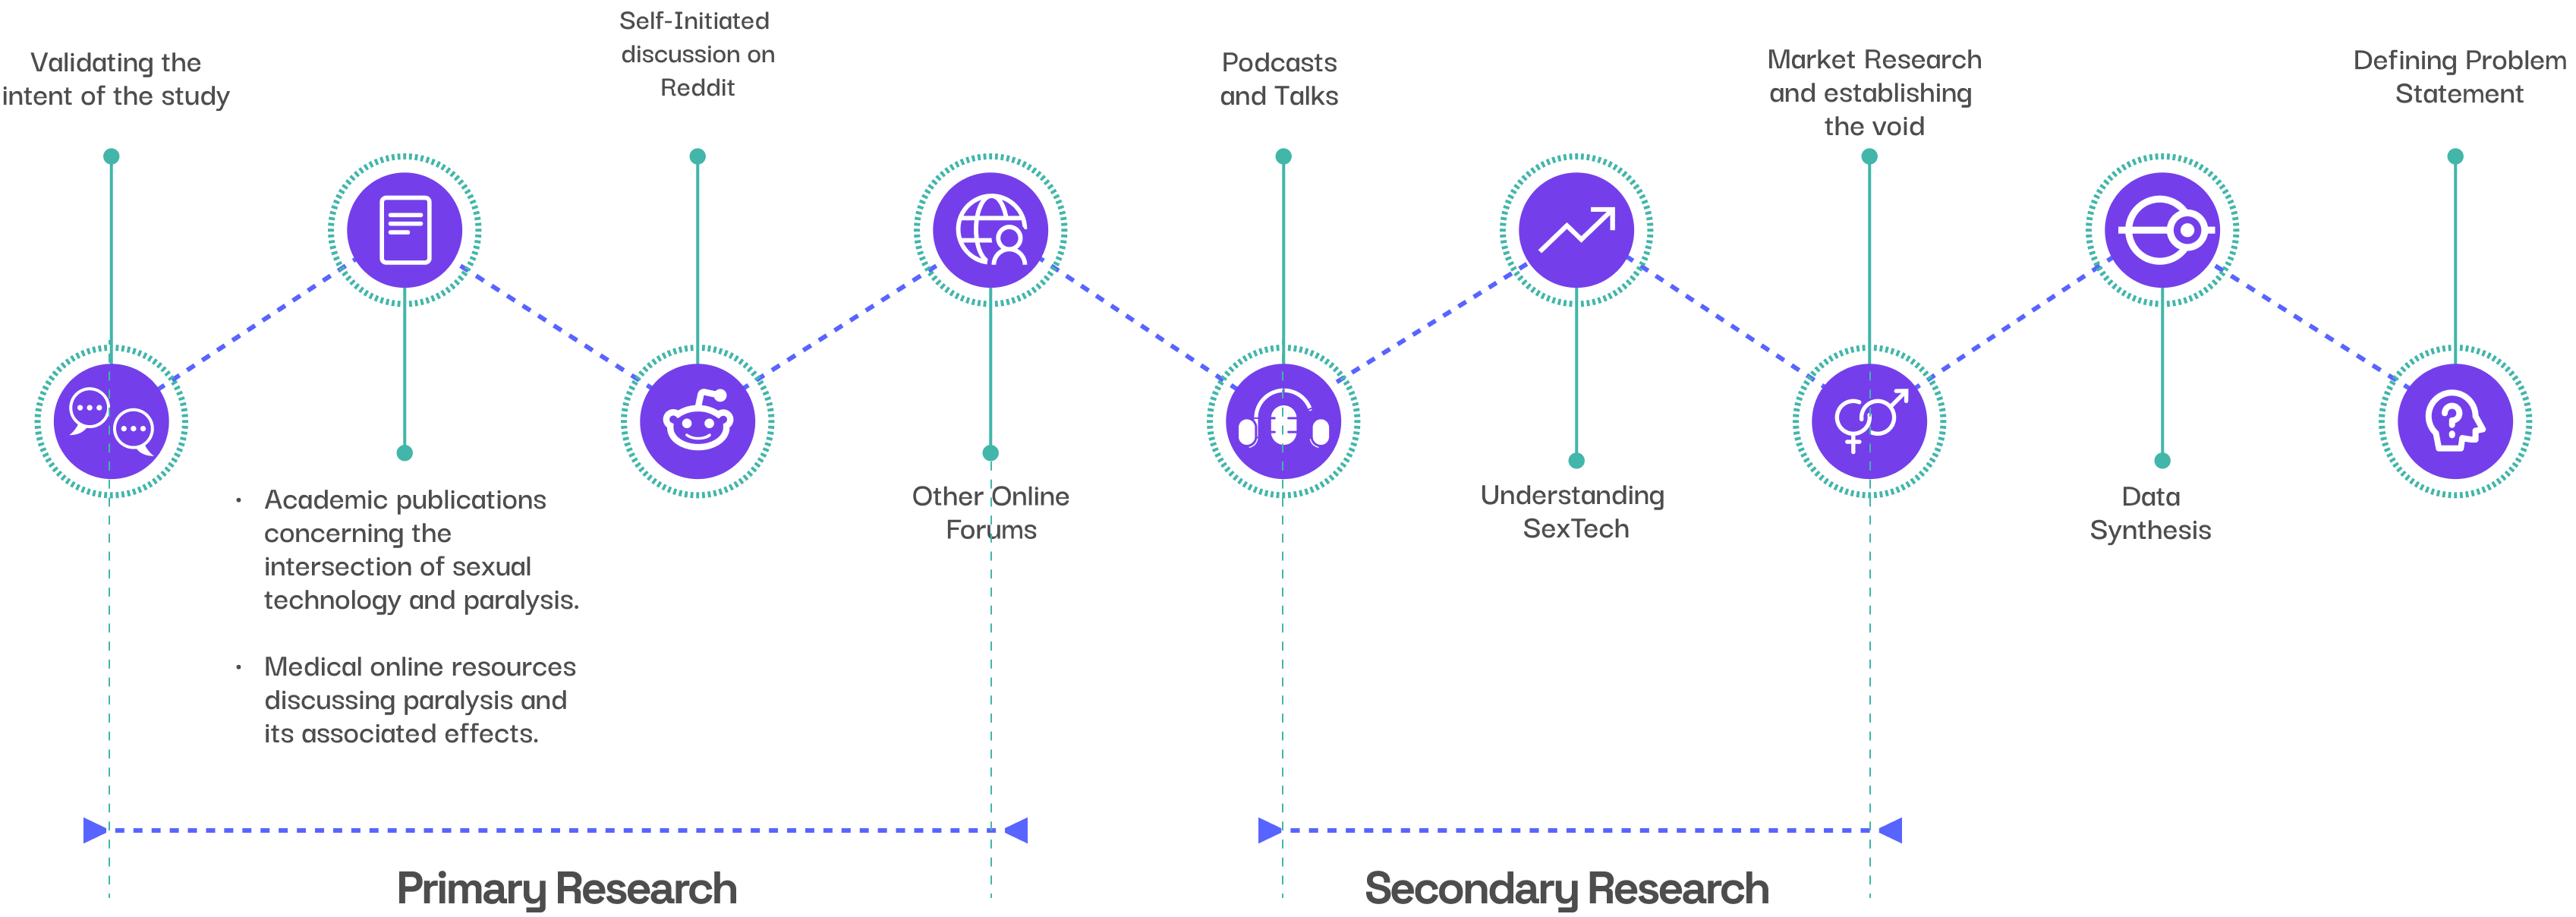 Validating the
intent of the study
• Academic publications
concerning the
intersection of sexual
technology and paralysis.
• Medical online resources
discussing paralysis and
its associated effects.
Self-Initiated
discussion on
Reddit
Other Online
Forums
Podcasts
and Talks
Understanding
SexTech
Market Research
and establishing
the void
Data
Synthesis
Defining Problem
Statement
?
Primary Research
Secondary Research